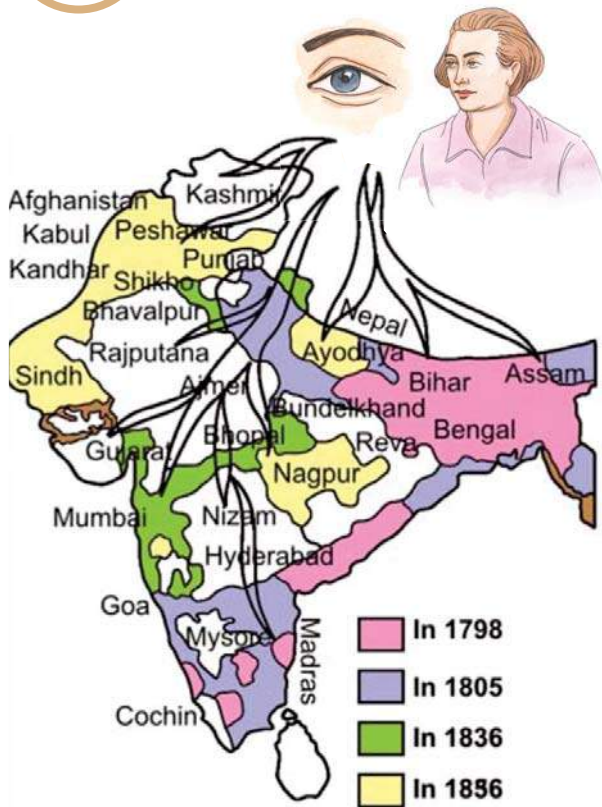 Kashmir
Afghanistan
Kabul
Peshawar
Punjab
Kandhar
Shikho
Bhavalpur
Nepal
Rajputana
Ayodhya
Sindh
Ajmer
Bihar
Assam
Bundelkhand
Gujarat
Bhopal
Reva
Bengal
Nagpur
Mumbai
Nizam
Hyderabad
Goa
Mysore
Madras
Cochin
In 1798
In 1805
In 1836
In 1856